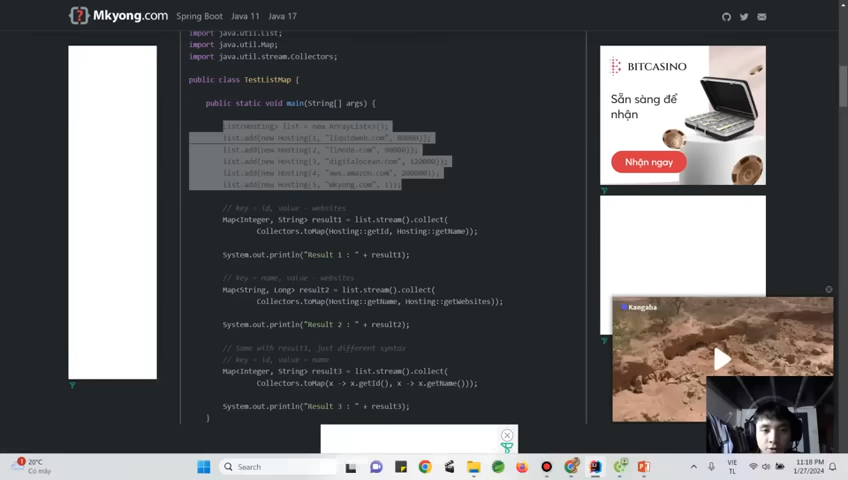 Mkyong.com Spring Boot Java 11 Java 17
import java.util.List;
import java.util.Map;
import java.util.stream.Collectors;
public class TestListMap {
public static void main(String[] args) {
List<Hosting> list = new ArrayList<>();
list.add(new Hosting(1, "liquidweb.com", 80000));
list.add(new Hosting(2, "linode.com", 90000));
list.add(new Hosting(3, "digitalocean.com", 120000));
list.add(new Hosting(4, "aws.amazon.com", 200000));
list.add(new Hosting(5, "mkyong.com", 1));
// key = id, value - websites
Map<Integer, String> result1 = list.stream().collect(
Collectors.toMap(Hosting::getId, Hosting::getName));
System.out.println("Result 1 : " + result1);
// key = name, value - websites
Map<String, Long> result2 = list.stream().collect(
Collectors.toMap(Hosting::getName, Hosting::getWebsites));
System.out.println("Result 2 : " + result2);
// Same with result1, just different syntax
// key = id, value = name
Map<Integer, String> result3 = list.stream().collect(
Collectors.toMap(x -> x.getId(), x -> x.getName()));
System.out.println("Result 3 : " + result3);
}
BITCASINO
Sẵn sàng để
nhận
Nhận ngay
Kangaba
1
20°C
Có mây
Search
VIE
TL
11:18 PM
1/27/2024